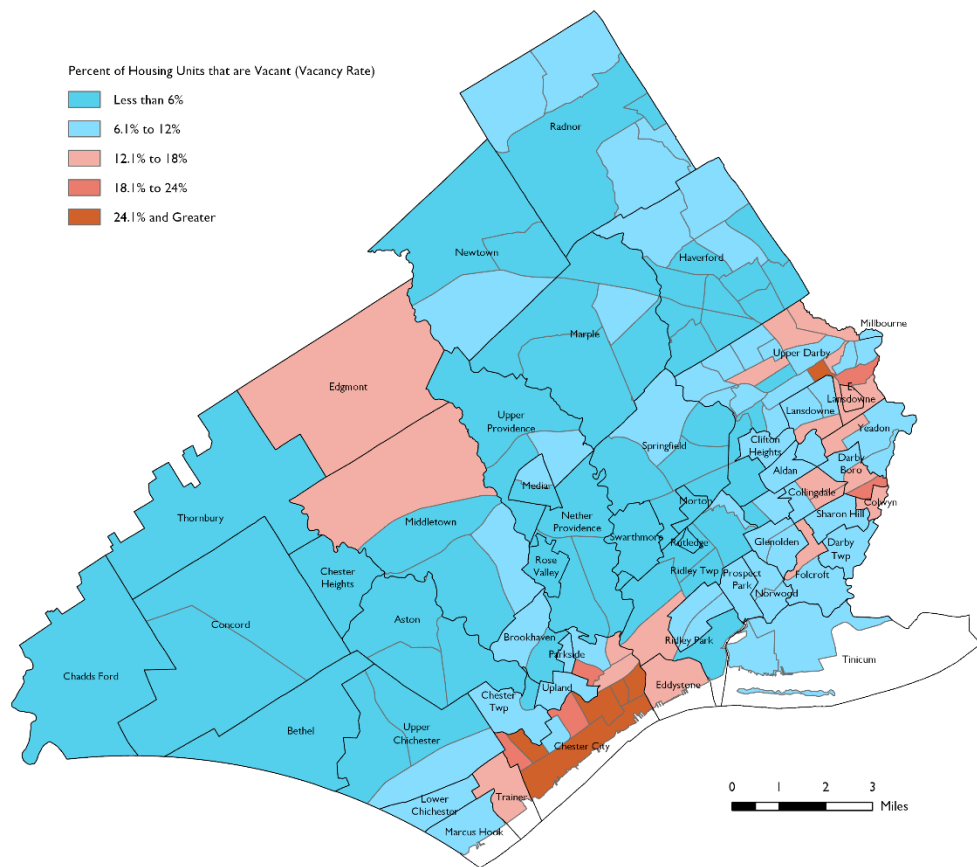 Percent of Housing Units that are Vacant (Vacancy Rate)
Less than 6%
6.1% to 12%
12.1% to 18%
18.1% to 24%
24.1% and Greater
Radnor
Newtown
Haverford
Millbourne
Marple
Upper Darby
Edgmont
E.
Lansdowne
Lansdowne
Upper
Providence
Yeadon
Springfield
Clifton
Heights
Darby
Boro
Median
Aldan
Collingdale
Colwyn
Morton
Thornbury
Middletown
Nether
Providence
Sharon Hill
Swarthmore
Rutledge
Glenolden
Darby
Twp
Chester
Heights
Rose
Valley
Ridley Twp
Prospect
Park
Folcroft
Norwood
Concord
Aston
Brookhaven
Parkside
Ridley Park
Tinicum
Chadds Ford
Upland
Eddystone
Chester
Twp
Bethel
Upper
Chichester
Chester City
Trainer
Lower
Chichester
Marcus Hook
0 1 2 3
Miles